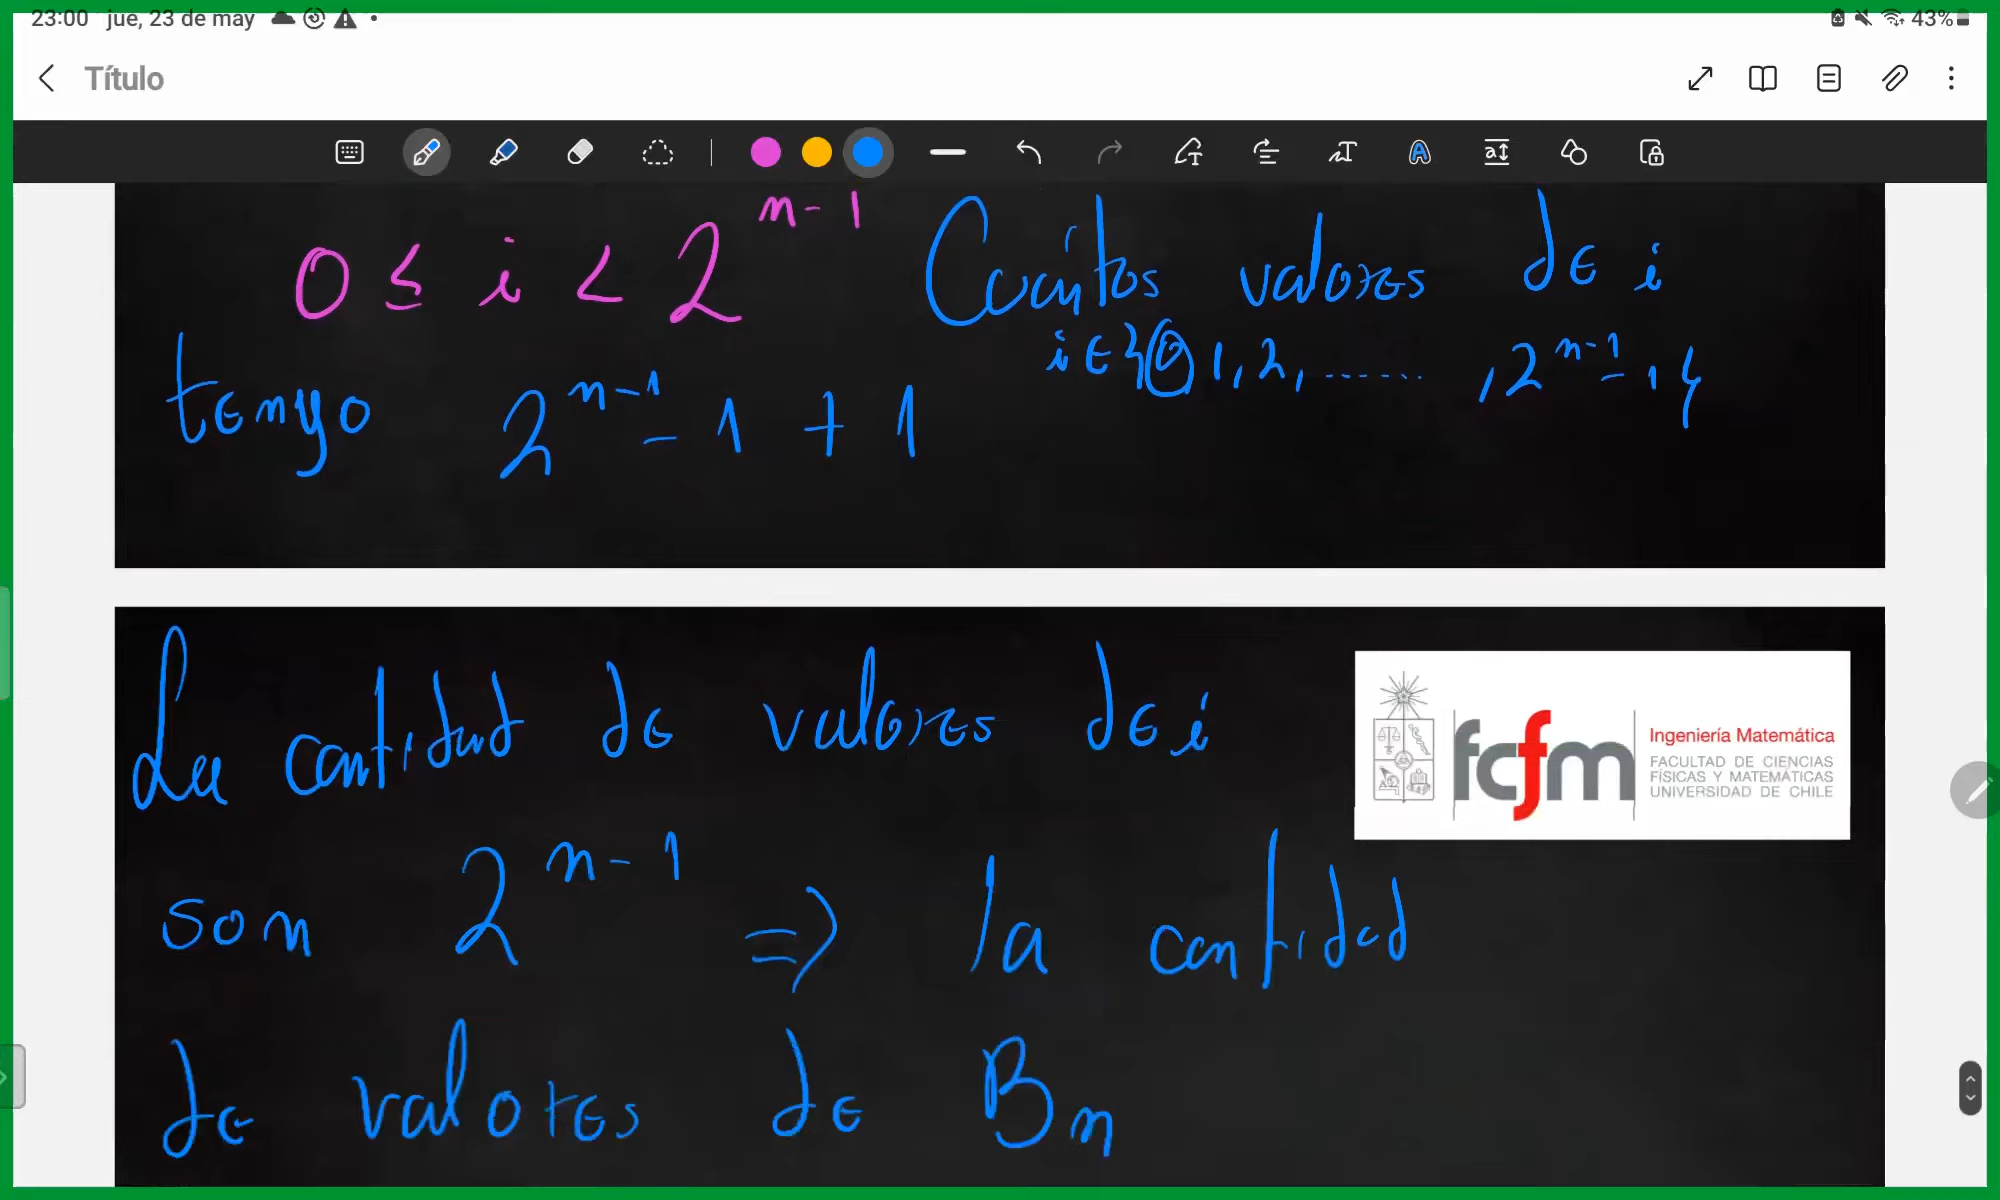 23:00 jue, 23 de may
43%
Título
0 ≤ i < 2^{n-1} Cuántos valores de i
i ∈ {0, 1, 2, ......, 2^{n-1} - 1}
tengo 2^{n-1} - 1 + 1
La cantidad de valores de i
fcfm
Ingeniería Matemática
FACULTAD DE CIENCIAS
FÍSICAS Y MATEMÁTICAS
UNIVERSIDAD DE CHILE
son 2^{n-1} => la cantidad
de valores de B_n